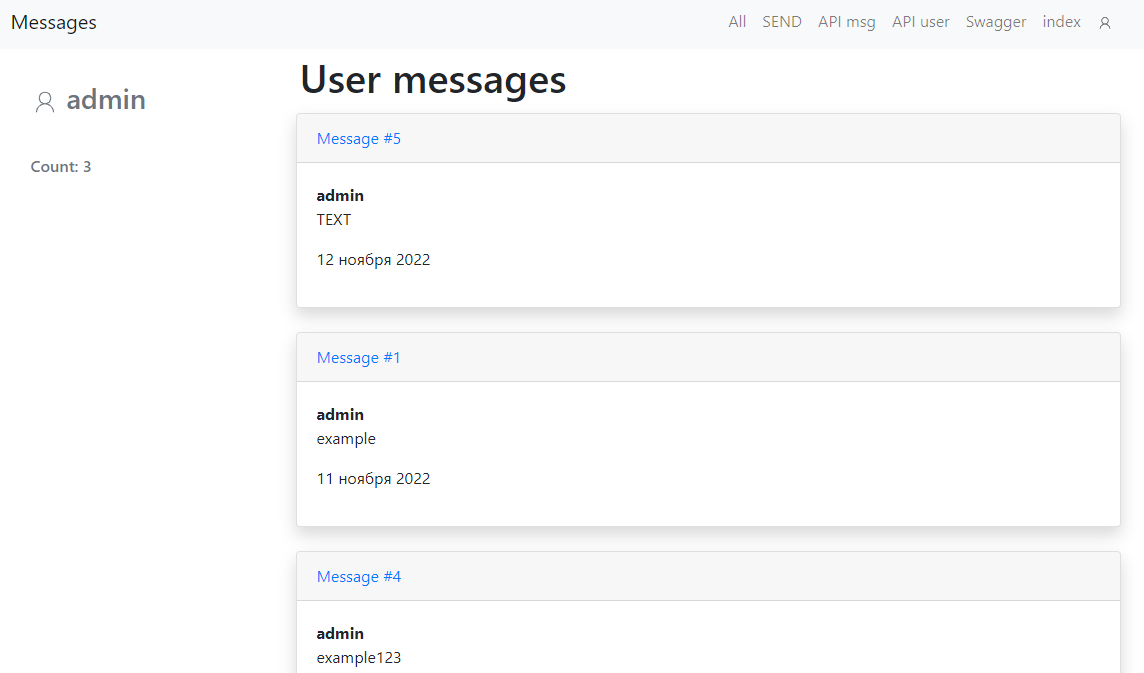 Messages
All SEND API msg API user Swagger index
admin
Count: 3
User messages
Message #5
admin
TEXT
12 ноября 2022
Message #1
admin
example
11 ноября 2022
Message #4
admin
example123